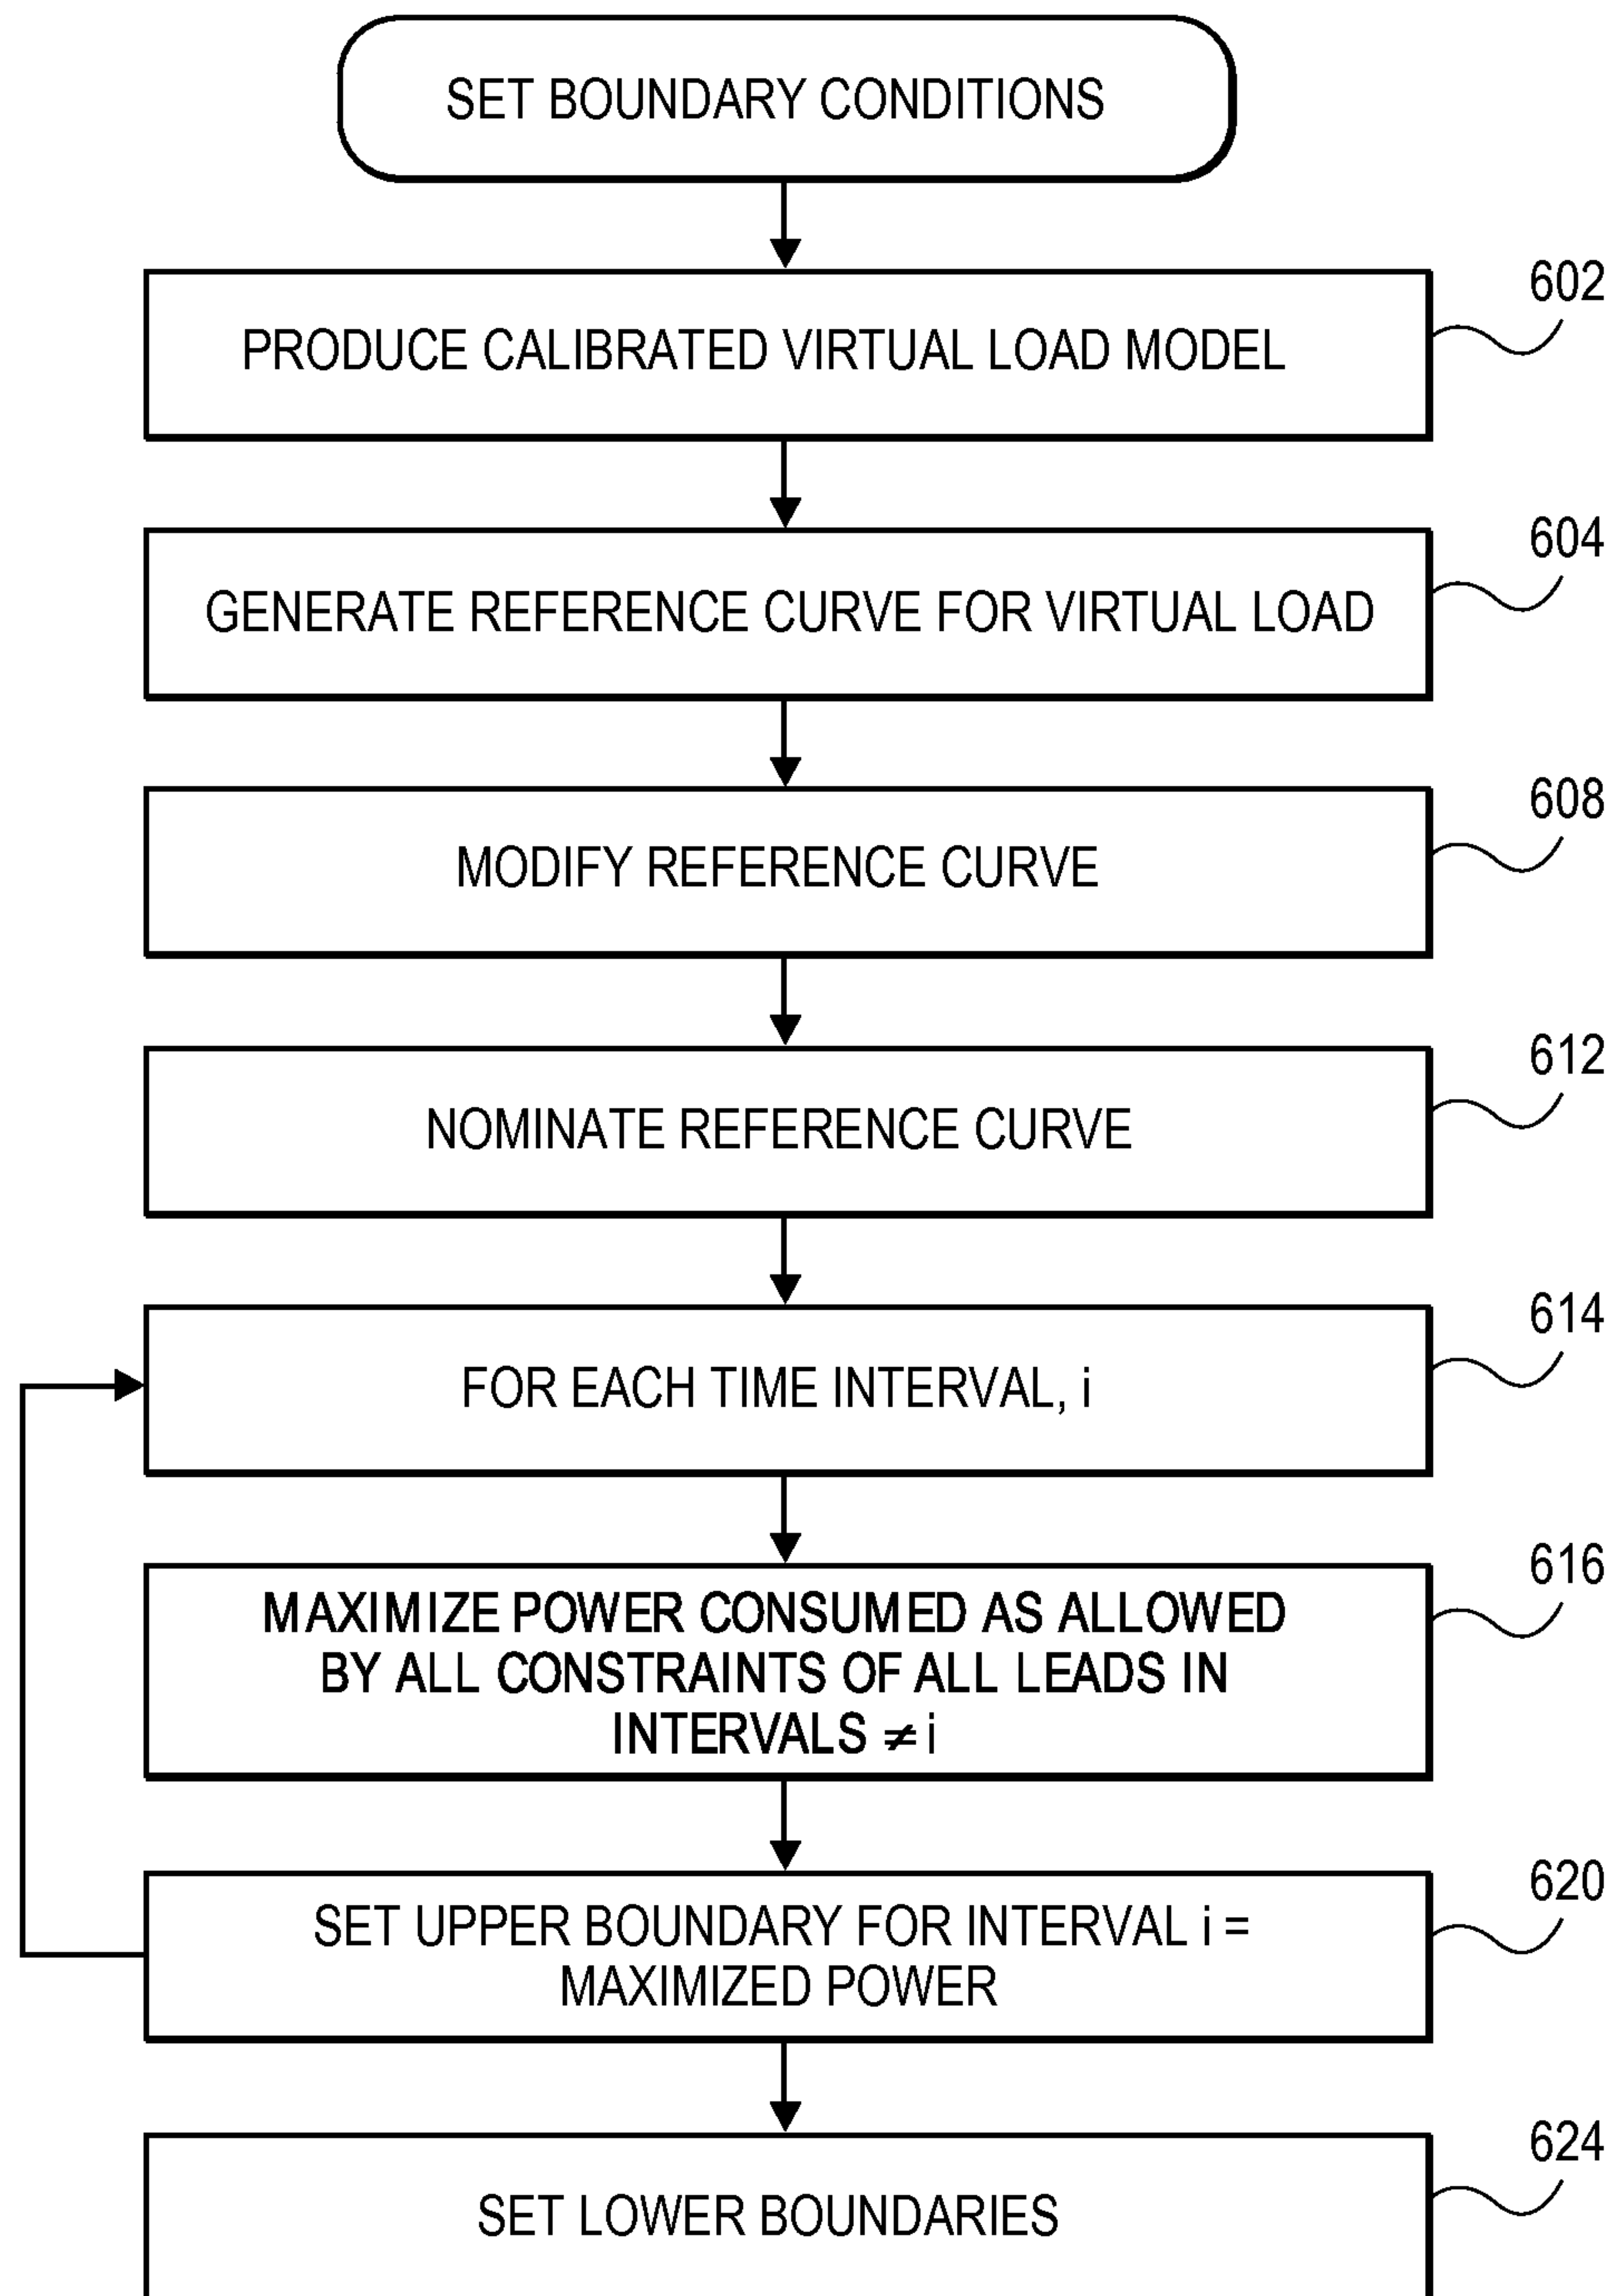 SET BOUNDARY CONDITIONS
602
PRODUCE CALIBRATED VIRTUAL LOAD MODEL
604
GENERATE REFERENCE CURVE FOR VIRTUAL LOAD
608
MODIFY REFERENCE CURVE
612
NOMINATE REFERENCE CURVE
614
FOR EACH TIME INTERVAL, i
616
MAXIMIZE POWER CONSUMED AS ALLOWED
BY ALL CONSTRAINTS OF ALL LEADS IN
INTERVALS ≠ i
620
SET UPPER BOUNDARY FOR INTERVAL i =
MAXIMIZED POWER
624
SET LOWER BOUNDARIES